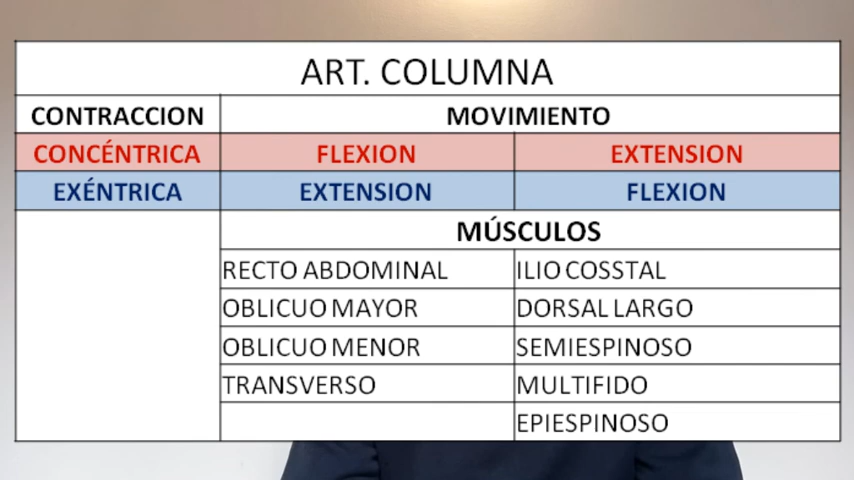 ART. COLUMNA
CONTRACCION MOVIMIENTO
CONCÉNTRICA FLEXION EXTENSION
EXÉNTRICA EXTENSION FLEXION
MÚSCULOS
RECTO ABDOMINAL ILIO COSSTAL
OBLICUO MAYOR DORSAL LARGO
OBLICUO MENOR SEMIESPINOSO
TRANSVERSO MULTIFIDO
EPIESPINOSO